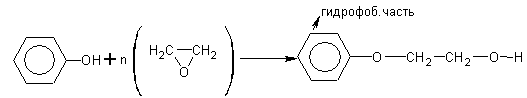 гидрофоб.часть
OH + n ( H₂C — CH₂ O ) O — CH₂ — CH₂ — O — H